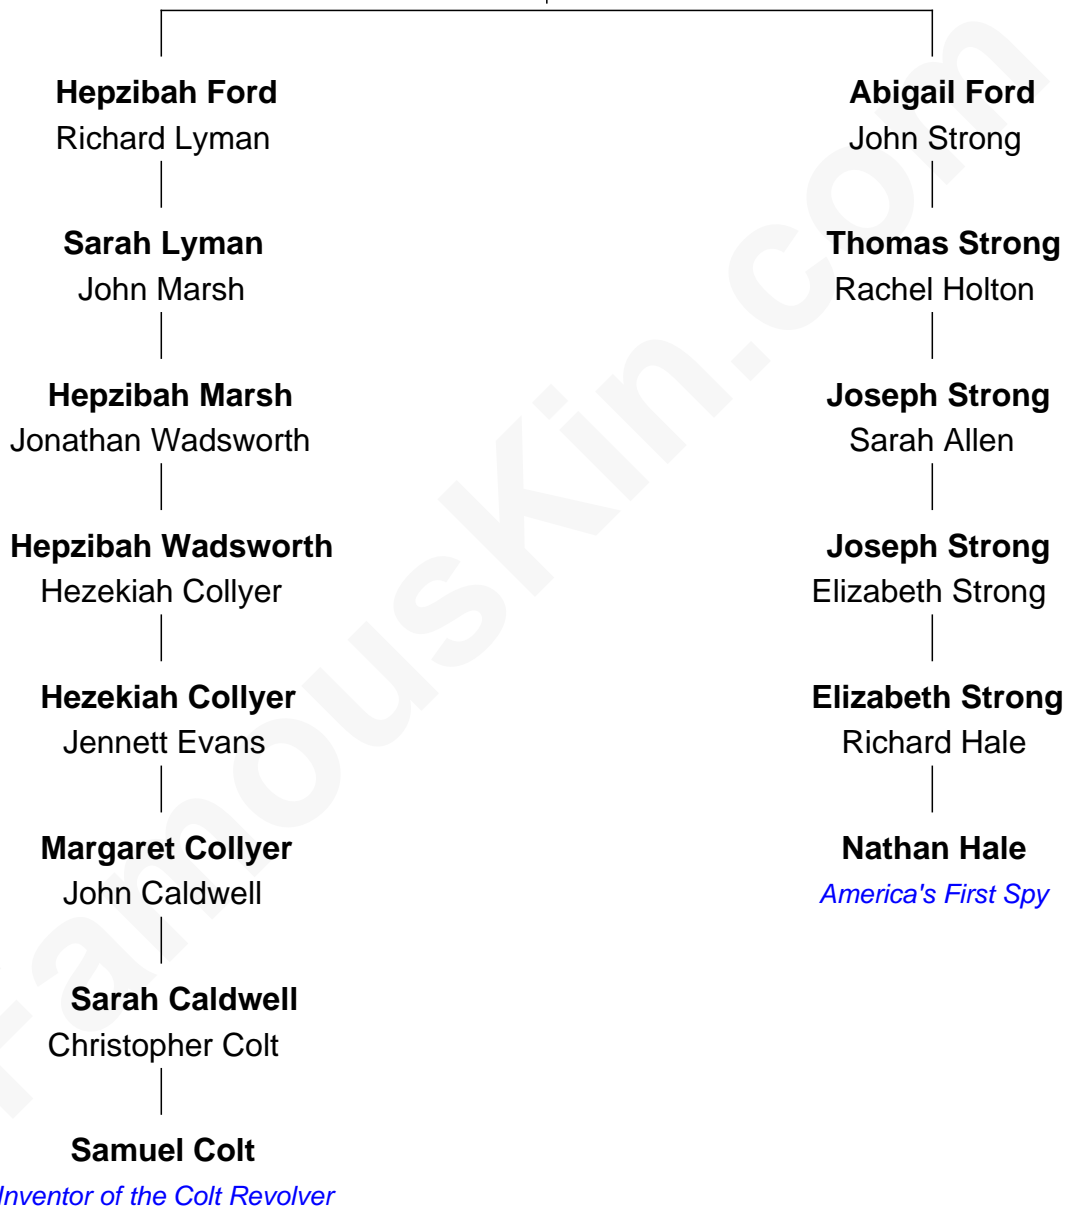 Hepzibah Ford
Richard Lyman
Sarah Lyman
John Marsh
Hepzibah Marsh
Jonathan Wadsworth
Hepzibah Wadsworth
Hezekiah Collyer
Hezekiah Collyer
Jennett Evans
Margaret Collyer
John Caldwell
Sarah Caldwell
Christopher Colt
Samuel Colt
Inventor of the Colt Revolver
Abigail Ford
John Strong
Thomas Strong
Rachel Holton
Joseph Strong
Sarah Allen
Joseph Strong
Elizabeth Strong
Elizabeth Strong
Richard Hale
Nathan Hale
America's First Spy
FamousKin.com